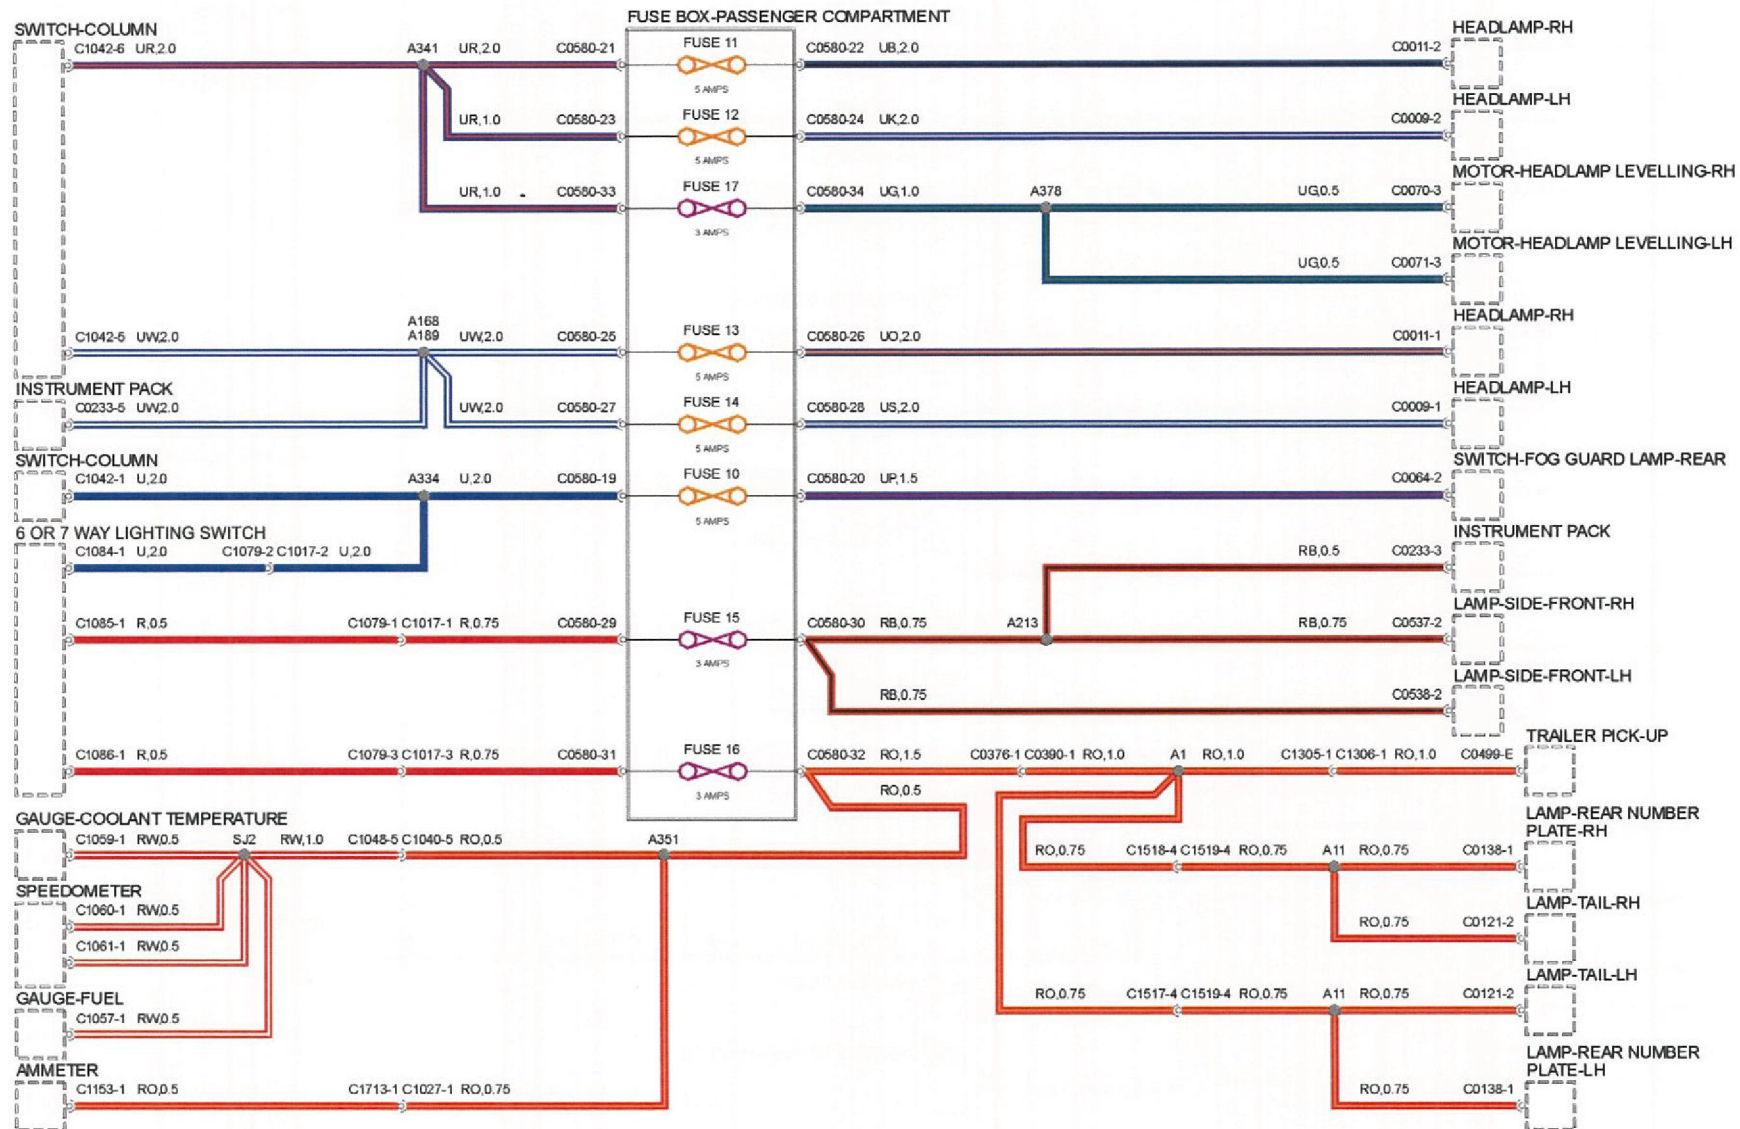 FUSE BOX-PASSENGER COMPARTMENT
SWITCH-COLUMN
HEADLAMP-RH
C1042-6 UR,2.0 A341 UR,2.0 C0580-21 FUSE 11 C0580-22 UB,2.0 C0011-2
5 AMPS
HEADLAMP-LH
UR,1.0 C0580-23 FUSE 12 C0580-24 UK,2.0 C0009-2
5 AMPS
MOTOR-HEADLAMP LEVELLING-RH
UR,1.0 - C0580-33 FUSE 17 C0580-34 UG,1.0 A378 UG,0.5 C0070-3
3 AMPS
MOTOR-HEADLAMP LEVELLING-LH
UG,0.5 C0071-3
HEADLAMP-RH
A168
C1042-5 UW,2.0 A189 UW,2.0 C0580-25 FUSE 13 C0580-26 UO,2.0 C0011-1
5 AMPS
INSTRUMENT PACK
HEADLAMP-LH
C0233-5 UW,2.0 UW,2.0 C0580-27 FUSE 14 C0580-28 US,2.0 C0009-1
5 AMPS
SWITCH-COLUMN
SWITCH-FOG GUARD LAMP-REAR
C1042-1 U,2.0 A334 U,2.0 C0580-19 FUSE 10 C0580-20 UP,1.5 C0064-2
5 AMPS
6 OR 7 WAY LIGHTING SWITCH
INSTRUMENT PACK
C1084-1 U,2.0 C1079-2 C1017-2 U,2.0 RB,0.5 C0233-3
LAMP-SIDE-FRONT-RH
C1085-1 R,0.5 C1079-1 C1017-1 R,0.75 C0580-29 FUSE 15 C0580-30 RB,0.75 A213 RB,0.75 C0537-2
3 AMPS
LAMP-SIDE-FRONT-LH
RB,0.75 C0538-2
TRAILER PICK-UP
C1086-1 R,0.5 C1079-3 C1017-3 R,0.75 C0580-31 FUSE 16 C0580-32 RO,1.5 C0376-1 C0390-1 RO,1.0 A1 RO,1.0 C1305-1 C1306-1 RO,1.0 C0499-E
3 AMPS
RO,0.5
GAUGE-COOLANT TEMPERATURE
LAMP-REAR NUMBER
PLATE-RH
C1059-1 RW,0.5 SJ2 RW,1.0 C1048-5 C1040-5 RO,0.5 A351
RO,0.75 C1518-4 C1519-4 RO,0.75 A11 RO,0.75 C0138-1
SPEEDOMETER
LAMP-TAIL-RH
C1060-1 RW,0.5
RO,0.75 C0121-2
C1061-1 RW,0.5
LAMP-TAIL-LH
GAUGE-FUEL
RO,0.75 C1517-4 C1519-4 RO,0.75 A11 RO,0.75 C0121-2
C1057-1 RW,0.5
LAMP-REAR NUMBER
PLATE-LH
AMMETER
C1153-1 RO,0.5 C1713-1 C1027-1 RO,0.75
RO,0.75 C0138-1